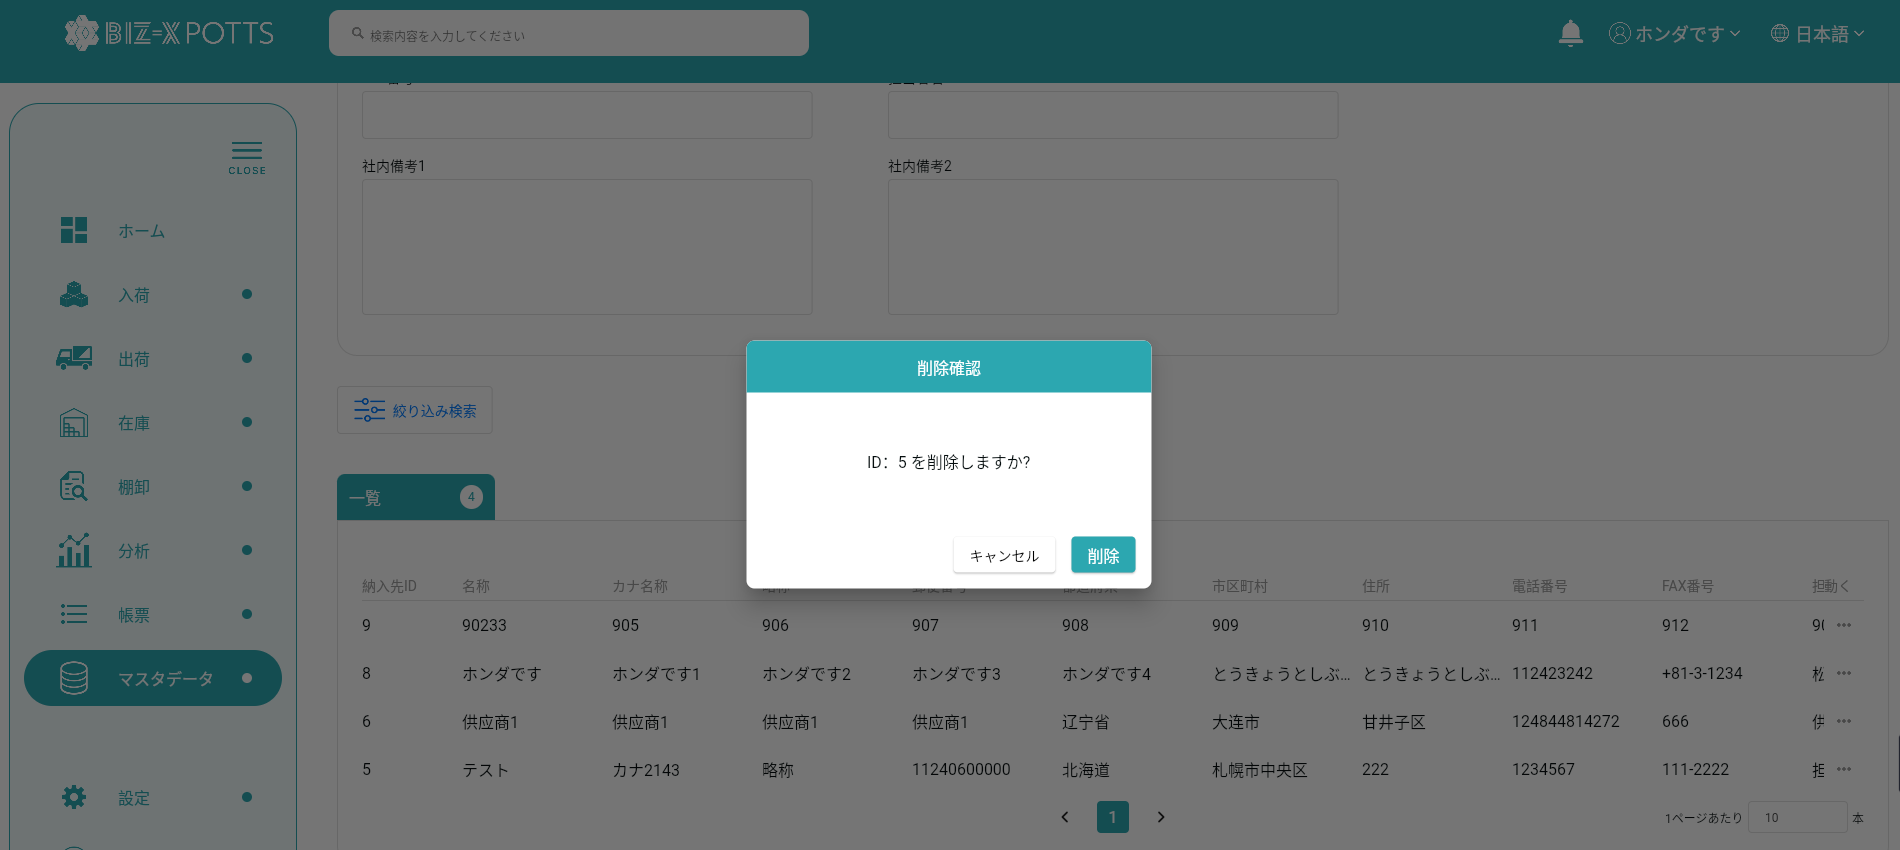 BIZ=X POTTS
検索内容を入力してください
ホンダです
日本語
CLOSE
ホーム
入荷
出荷
在庫
棚卸
分析
帳票
マスタデータ
設定
社内備考1
社内備考2
絞り込み検索
一覧
4
削除確認
ID：5 を削除しますか?
キャンセル
削除
納入先ID 名称 カナ名称 市区町村 住所 電話番号 FAX番号 担動く
9 90233 905 906 907 908 909 910 911 912
8 ホンダです ホンダです1 ホンダです2 ホンダです3 ホンダです4 とうきょうとしぶ... とうきょうとしぶ... 112423242 +81-3-1234
6 供应商1 供应商1 供应商1 供应商1 辽宁省 大连市 甘井子区 124844814272 666
5 テスト カナ2143 略称 11240600000 北海道 札幌市中央区 222 1234567 111-2222 担
1
1ページあたり 10 本